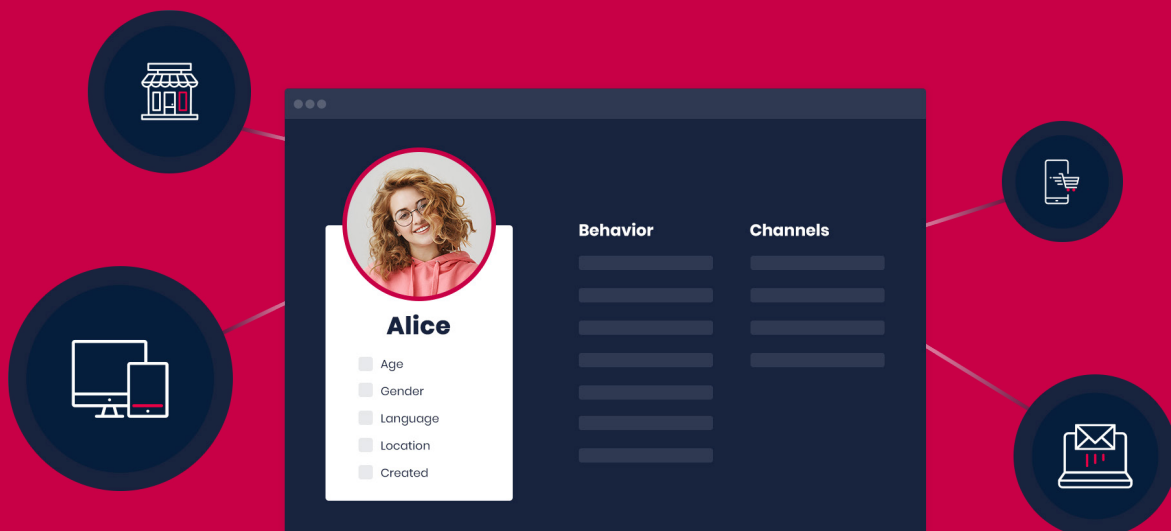 Alice
Age
Gender
Language
Location
Created
Behavior
Channels